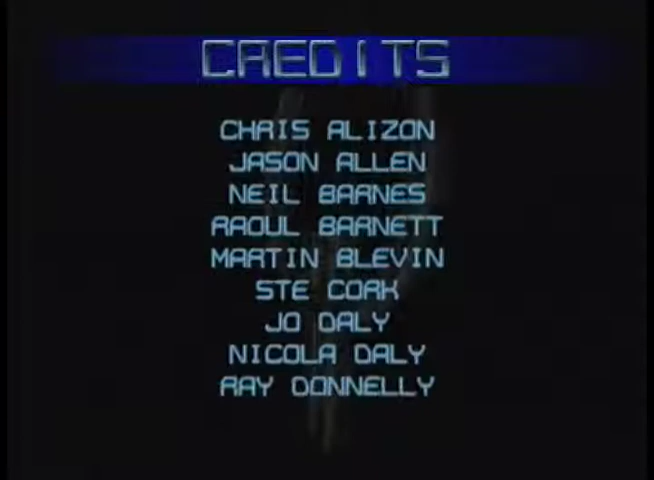 CREDITS
CHRIS ALIZON
JASON ALLEN
NEIL BARNES
RAOUL BARNETT
MARTIN BLEVIN
STE CORK
JO DALY
NICOLA DALY
RAY DONNELLY